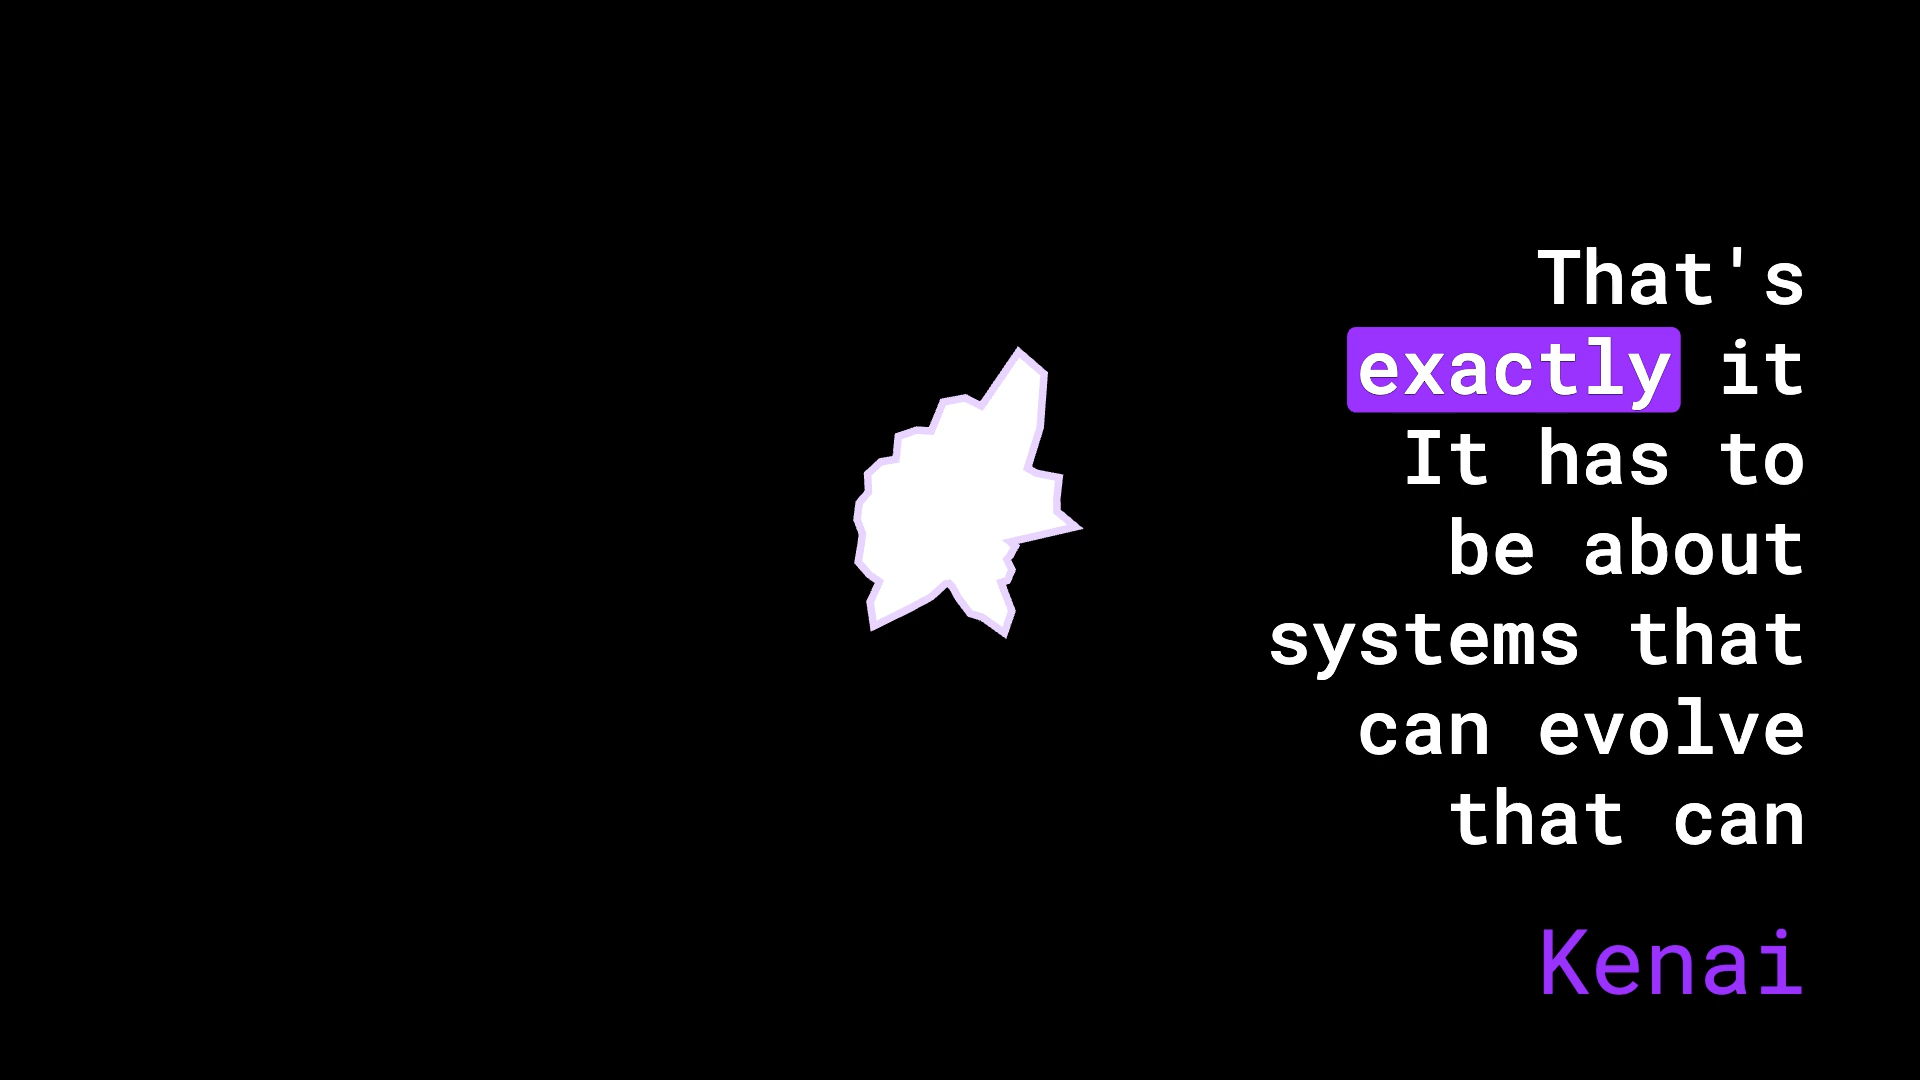 That's
exactly it
It has to
be about
systems that
can evolve
that can
Kenai